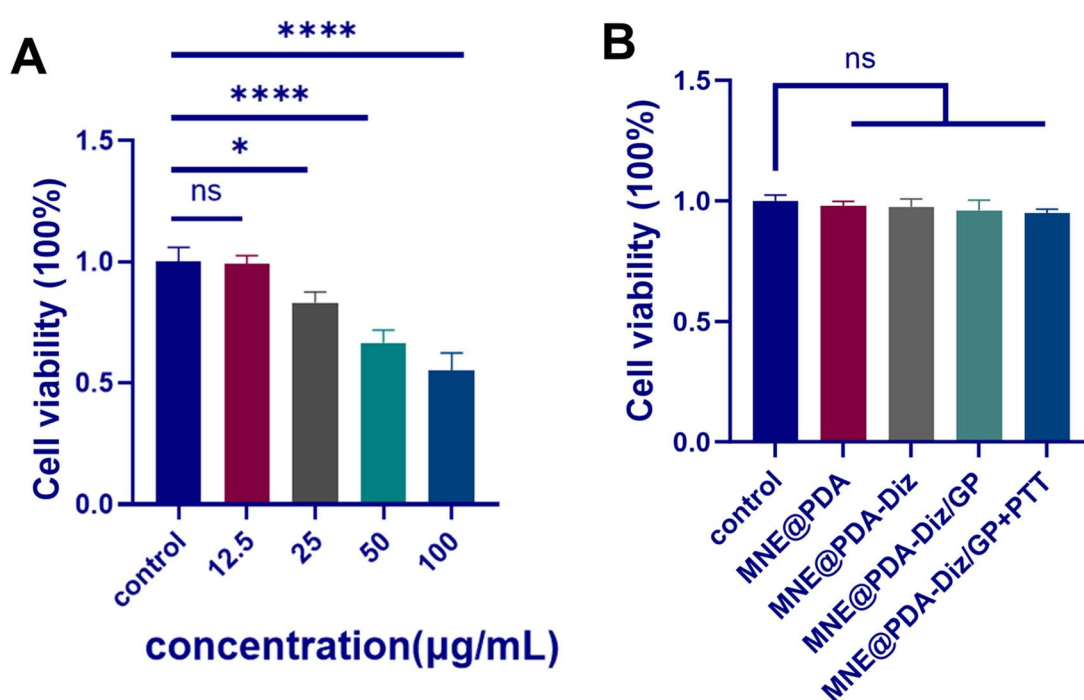 A
****
****
*
ns
1.5
1.0
0.5
0.0
Cell viability (100%)
control
12.5
25
50
100
concentration(µg/mL)
B
ns
1.5
1.0
0.5
0.0
Cell viability (100%)
control
MNE@PDA
MNE@PDA-Diz
MNE@PDA-Diz/GP
MNE@PDA-Diz/GP+PTT